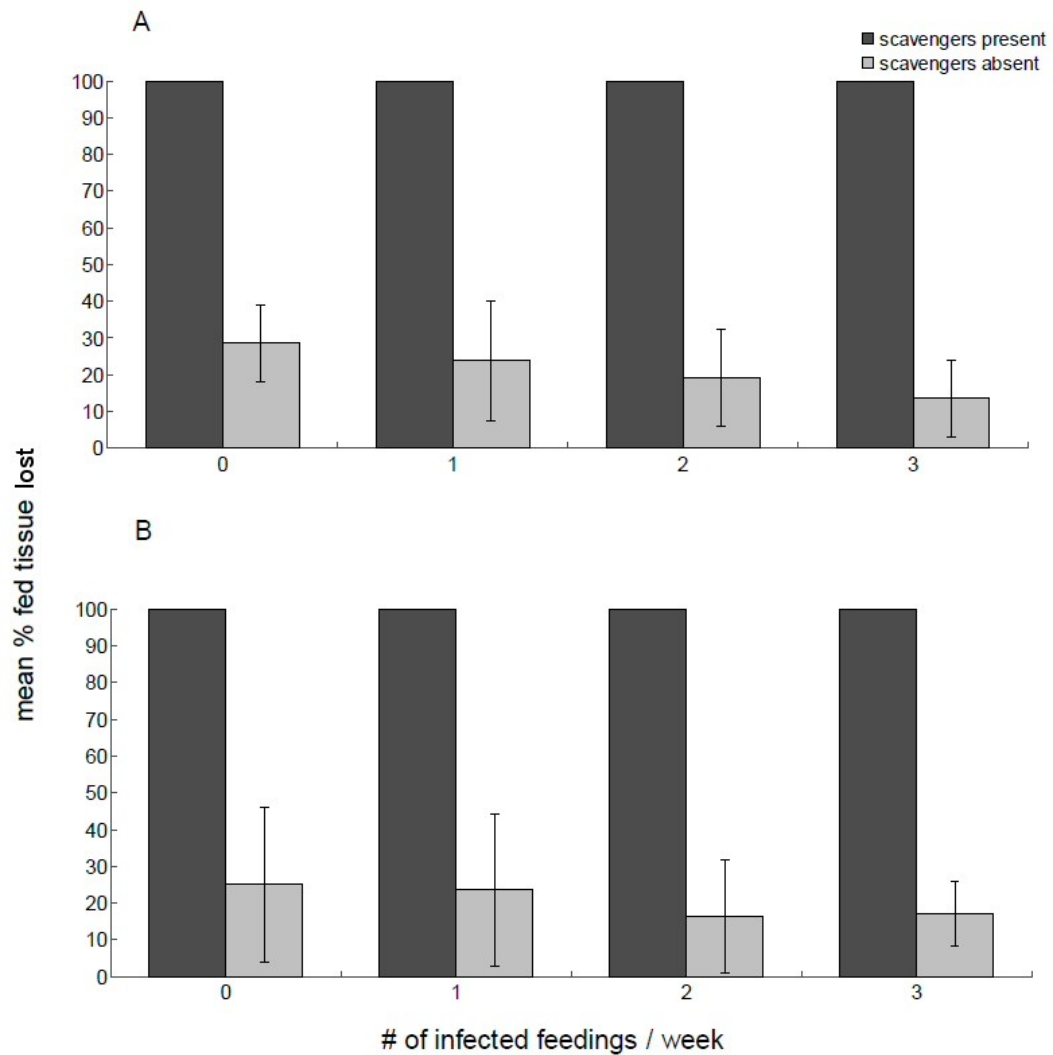 A
scavengers present
scavengers absent
100
90
80
70
60
50
40
30
20
10
0
0 1 2 3
mean % fed tissue lost
B
100
90
80
70
60
50
40
30
20
10
0
0 1 2 3
# of infected feedings / week